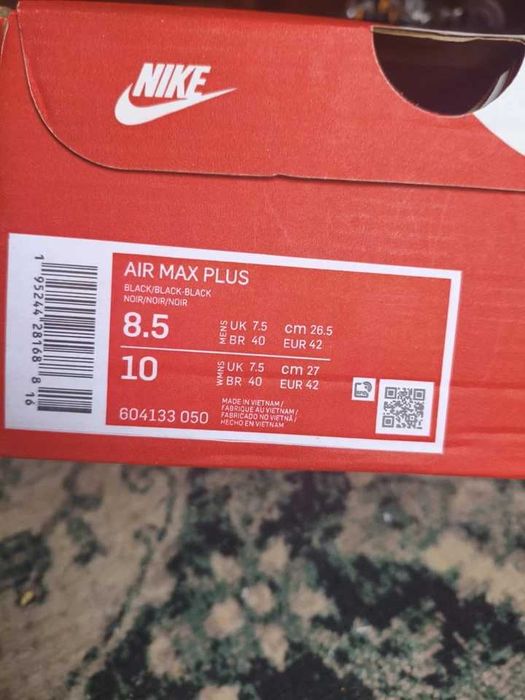 NIKE
AIR MAX PLUS
BLACK/BLACK-BLACK
NOIR/NOIR/NOIR
8.5 MENS UK 7.5 cm 26.5
BR 40 EUR 42
10 WMNS UK 7.5 cm 27
BR 40 EUR 42
604133 050
MADE IN VIETNAM/
FABRIQUE AU VIETNAM/
FABRICADO NO VIETNÃ/
HECHO EN VIETNAM
1 95244 28168 8 16